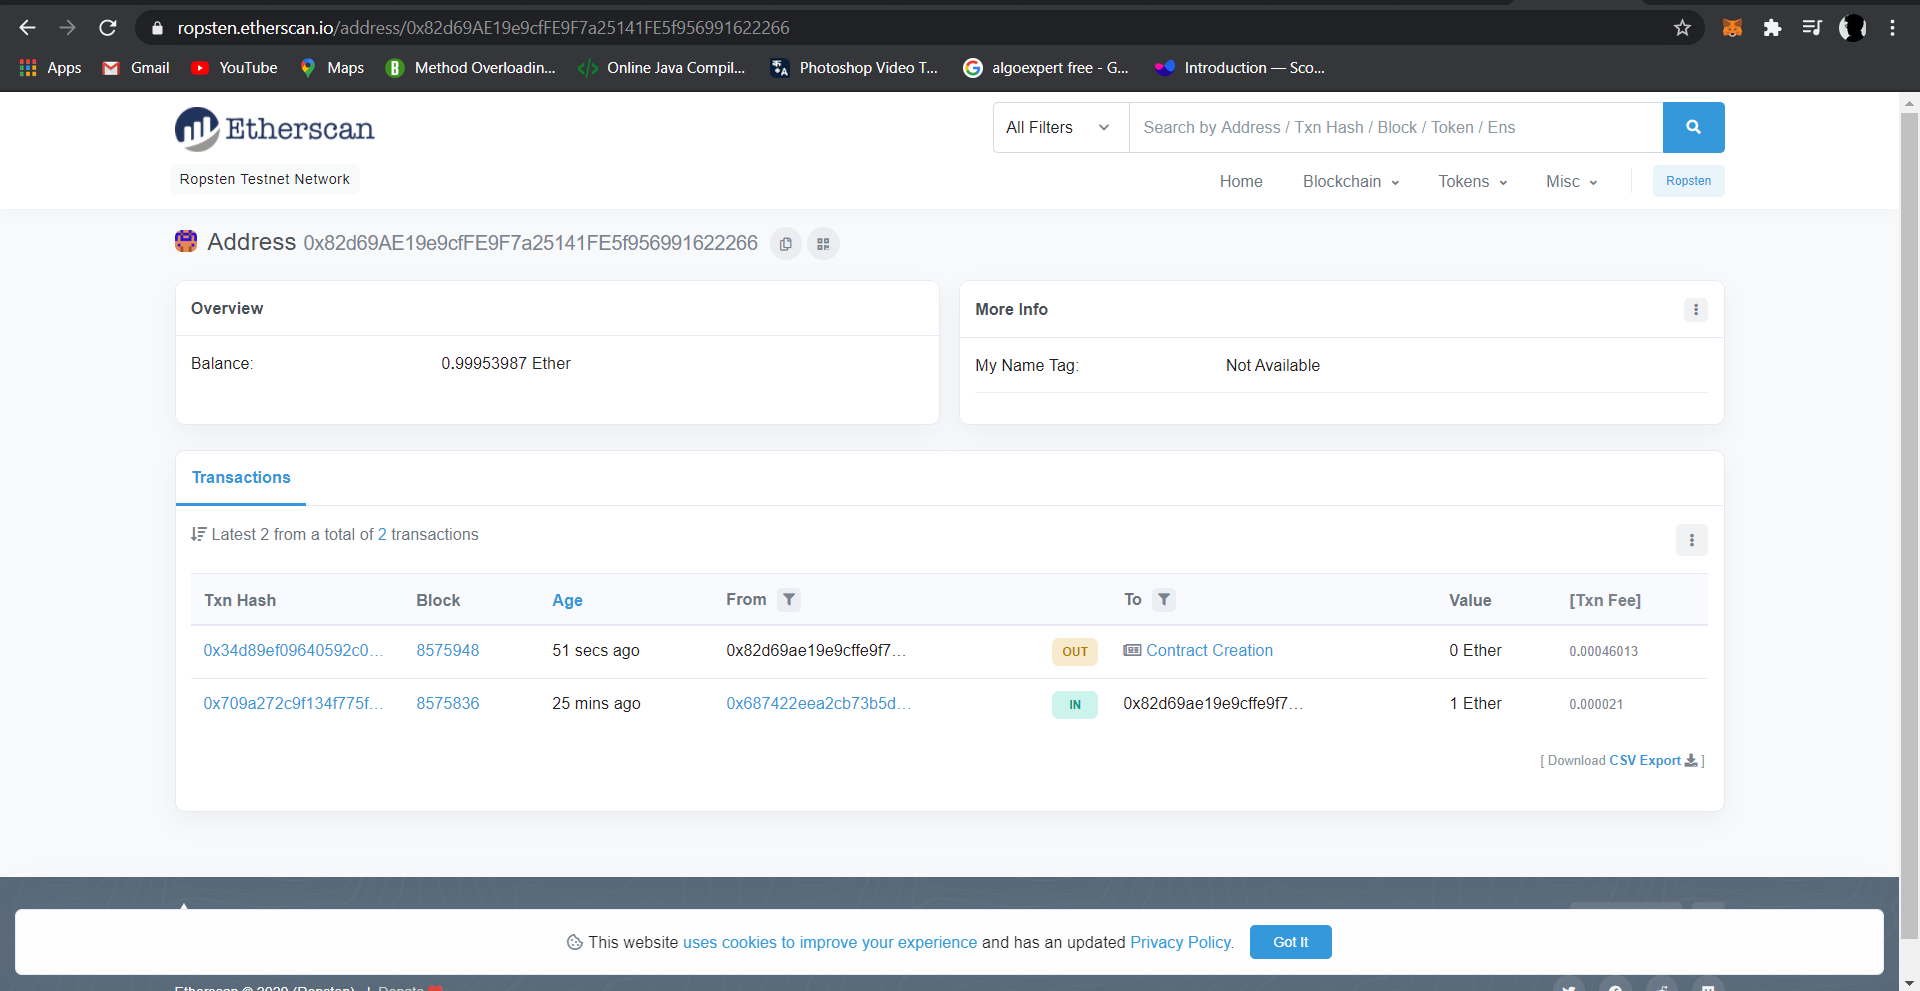 ropsten.etherscan.io/address/0x82d69AE19e9cfFE9F7a25141FE5f956991622266
Apps Gmail YouTube Maps Method Overloadin... Online Java Compil... Photoshop Video T... algoexpert free - G... Introduction — Sco...
Etherscan
All Filters Search by Address / Txn Hash / Block / Token / Ens
Ropsten Testnet Network
Home Blockchain Tokens Misc Ropsten
Address 0x82d69AE19e9cfFE9F7a25141FE5f956991622266
Overview
Balance: 0.99953987 Ether
More Info
My Name Tag: Not Available
Transactions
Latest 2 from a total of 2 transactions
Txn Hash Block Age From To Value [Txn Fee]
0x34d89ef09640592c0... 8575948 51 secs ago 0x82d69ae19e9cffe9f7... OUT Contract Creation 0 Ether 0.00046013
0x709a272c9f134f775f... 8575836 25 mins ago 0x687422eea2cb73b5d... IN 0x82d69ae19e9cffe9f7... 1 Ether 0.000021
[ Download CSV Export ]
This website uses cookies to improve your experience and has an updated Privacy Policy. Got It
Etherscan © 2020 (Ropsten) | Donate